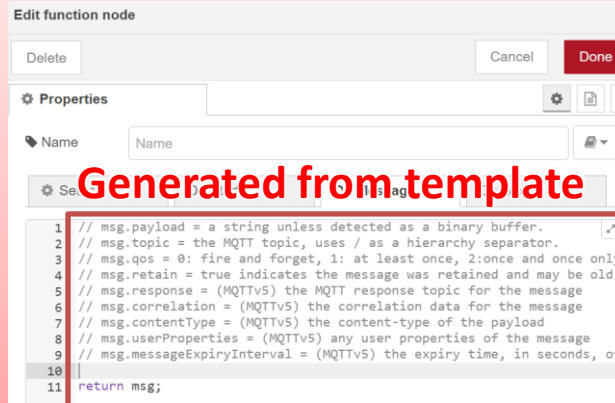 Edit function node
Delete
Cancel
Done
Properties
Name
Name
Generated from template
1 // msg.payload = a string unless detected as a binary buffer.
2 // msg.topic = the MQTT topic, uses / as a hierarchy separator.
3 // msg.qos = 0: fire and forget, 1: at least once, 2:once and once only
4 // msg.retain = true indicates the message was retained and may be old
5 // msg.response = (MQTTv5) the MQTT response topic for the message
6 // msg.correlation = (MQTTv5) the correlation data for the message
7 // msg.contentType = (MQTTv5) the content-type of the payload
8 // msg.userProperties = (MQTTv5) any user properties of the message
9 // msg.messageExpiryInterval = (MQTTv5) the expiry time, in seconds,
10
11 return msg;